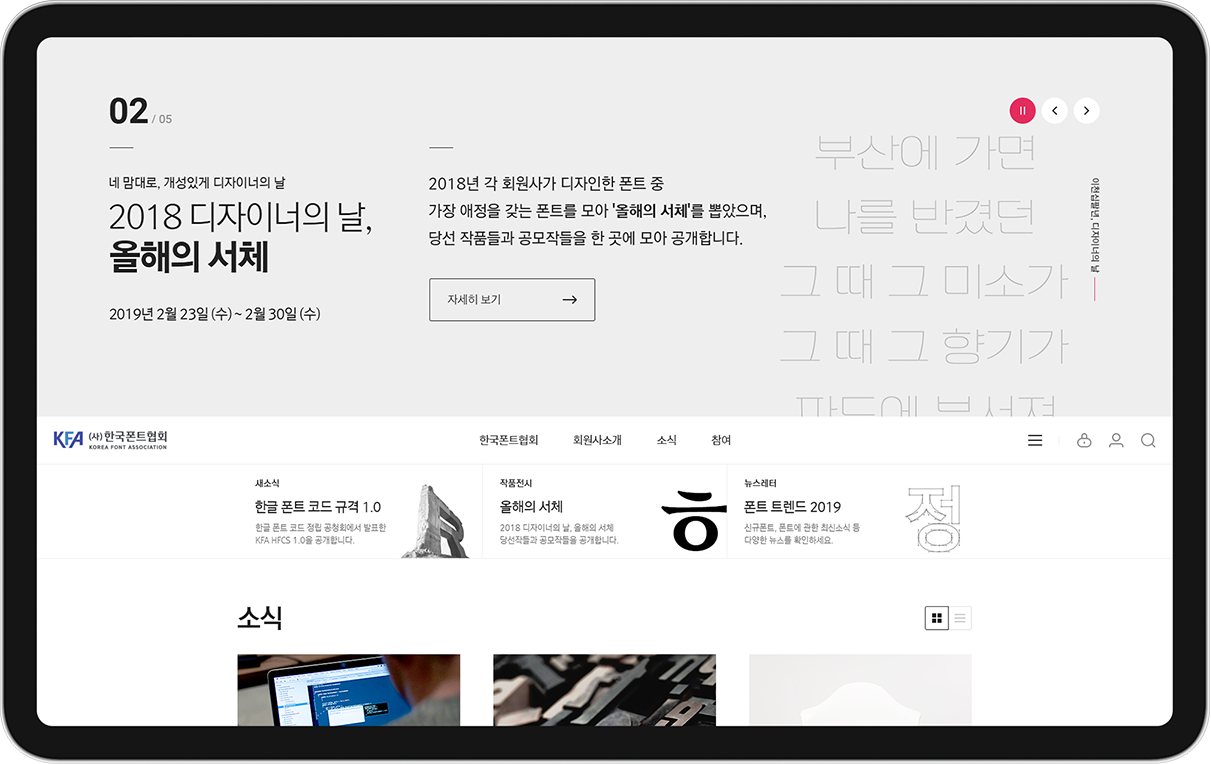 02 / 05
네 맘대로, 개성있게 디자이너의 날
2018 디자이너의 날,
올해의 서체
2019년 2월 23일 (수) ~ 2월 30일 (수)
2018년 각 회원사가 디자인한 폰트 중
가장 애정을 갖는 폰트를 모아 '올해의 서체'를 뽑았으며,
당선 작품들과 공모작들을 한 곳에 모아 공개합니다.
자세히 보기
부산에 가면
나를 반겼던
그 때 그 미소가
그 때 그 향기가
이천십팔년, 디자이너의 날
KFA (사)한국폰트협회
KOREA FONT ASSOCIATION
한국폰트협회 회원사소개 소식 참여
새소식
한글 폰트 코드 규격 1.0
한글 폰트 코드 정립 공청회에서 발표한
KFA HFCS 1.0을 공개합니다.
작품전시
올해의 서체
2018 디자이너의 날, 올해의 서체
당선작들과 공모작들을 공개합니다.
ㅎ
뉴스레터
폰트 트렌드 2019
신규폰트, 폰트에 관한 최신소식 등
다양한 뉴스를 확인하세요.
정
소식